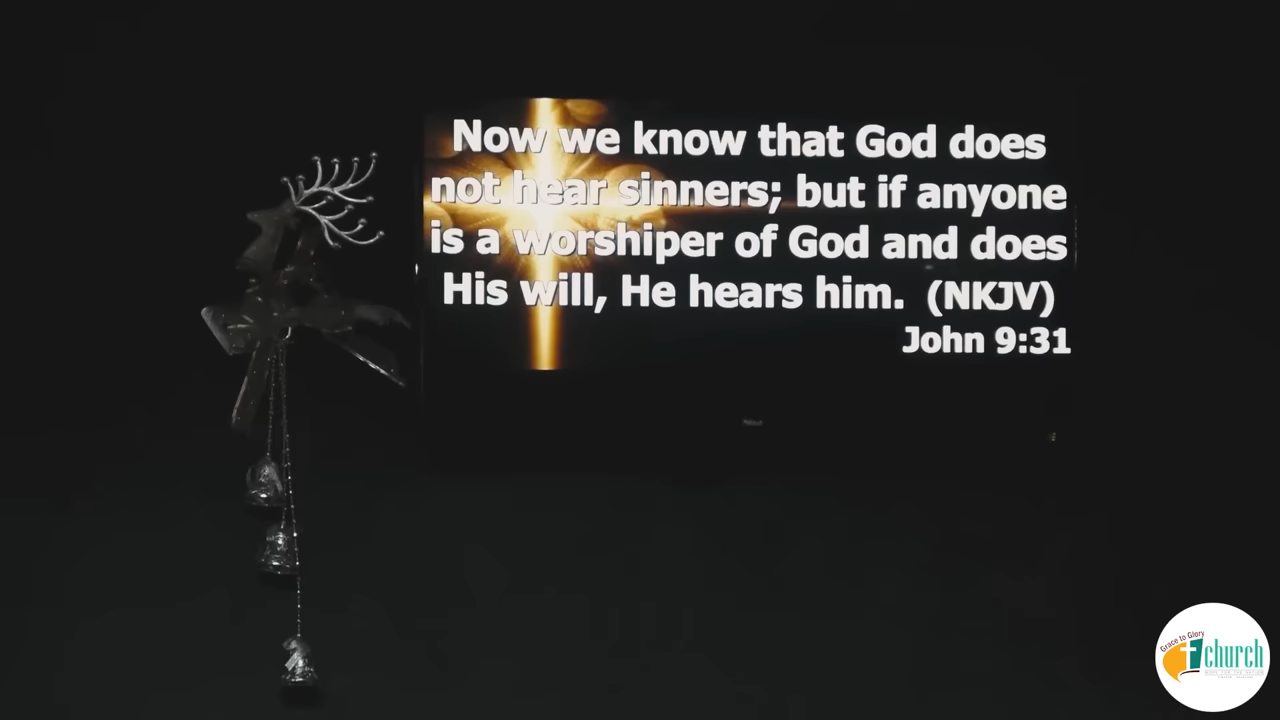 Now we know that God does
not hear sinners; but if anyone
is a worshiper of God and does
His will, He hears him. (NKJV)
John 9:31
Grace to Glory
church